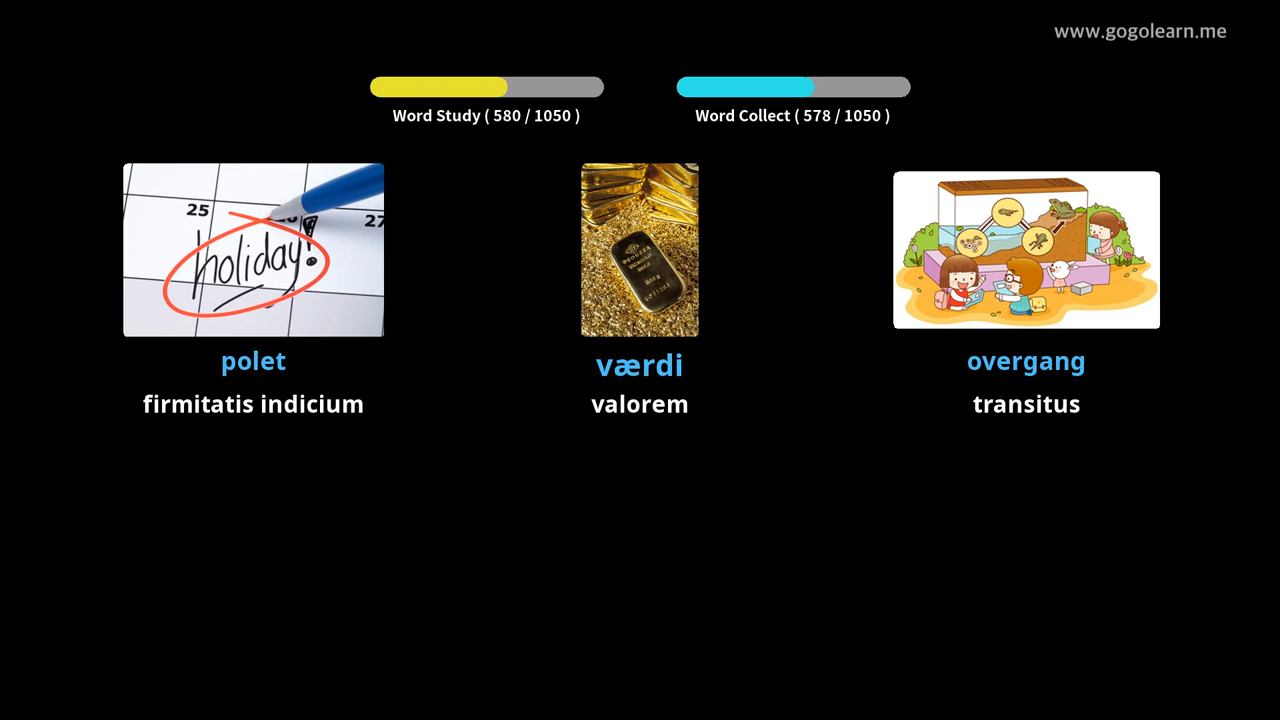 www.gogolearn.me
Word Study ( 580 / 1050 )
Word Collect ( 578 / 1050 )
25
27
holiday!
polet
værdi
overgang
firmitatis indicium
valorem
transitus